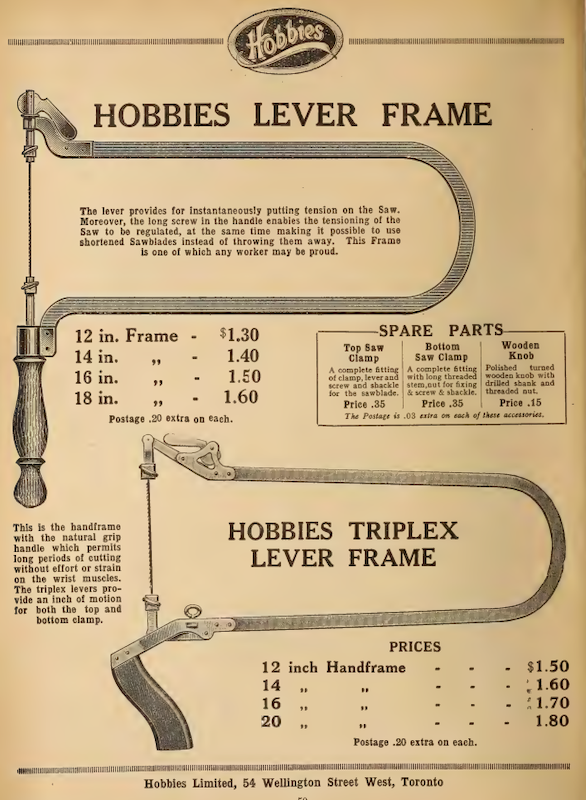 Hobbies
HOBBIES LEVER FRAME
The lever provides for instantaneously putting tension on the Saw.
Moreover, the long screw in the handle enables the tensioning of the
Saw to be regulated, at the same time making it possible to use
shortened Sawblades instead of throwing them away. This Frame
is one of which any worker may be proud.
12 in. Frame - $1.30
14 in. „ - 1.40
16 in. „ - 1.50
18 in. „ - 1.60
Postage .20 extra on each.
SPARE PARTS
Top Saw
Clamp
A complete fitting
of clamp, lever and
screw and shackle
for the sawblade.
Price .35
Bottom
Saw Clamp
A complete fitting
with long threaded
stem,nut for fixing
& screw & shackle.
Price .35
Wooden
Knob
Polished turned
wooden knob with
drilled shank and
threaded nut.
Price .15
The Postage is .03 extra on each of these accessories.
This is the handframe
with the natural grip
handle which permits
long periods of cutting
without effort or strain
on the wrist muscles.
The triplex levers pro-
vide an inch of motion
for both the top and
bottom clamp.
HOBBIES TRIPLEX
LEVER FRAME
PRICES
12 inch Handframe - - - $1.50
14 „ „ - - - 1.60
16 „ „ - - - 1.70
20 „ „ - - - 1.80
Postage .20 extra on each.
Hobbies Limited, 54 Wellington Street West, Toronto